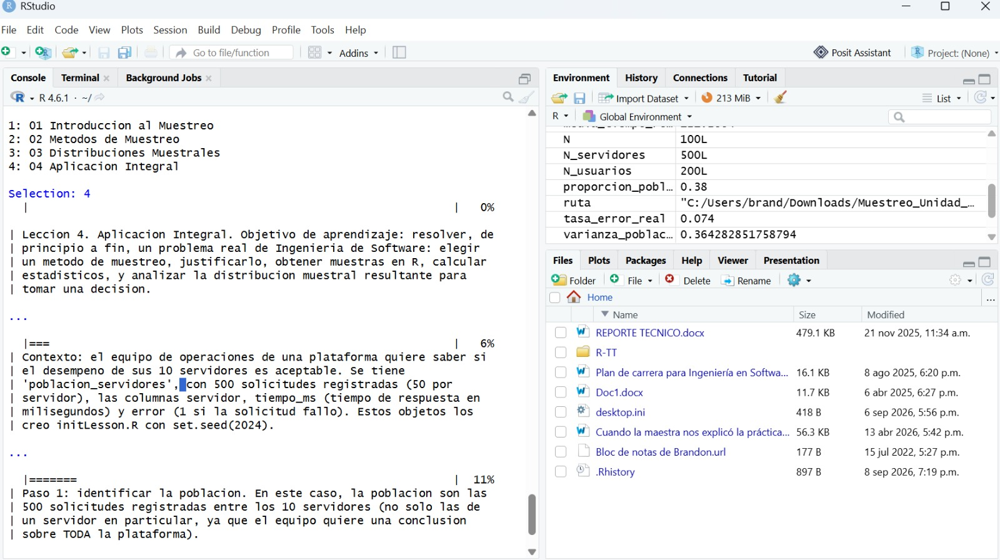 RStudio
File Edit Code View Plots Session Build Debug Profile Tools Help
Go to file/function Addins Posit Assistant Project: (None)
Console Terminal Background Jobs
R 4.6.1 · ~/
1: 01 Introduccion al Muestreo
2: 02 Metodos de Muestreo
3: 03 Distribuciones Muestrales
4: 04 Aplicacion Integral
Selection: 4
| | 0%
| Leccion 4. Aplicacion Integral. Objetivo de aprendizaje: resolver, de
| principio a fin, un problema real de Ingenieria de Software: elegir
| un metodo de muestreo, justificarlo, obtener muestras en R, calcular
| estadisticos, y analizar la distribucion muestral resultante para
| tomar una decision.
...
|=== | 6%
| Contexto: el equipo de operaciones de una plataforma quiere saber si
| el desempeno de sus 10 servidores es aceptable. Se tiene
| 'poblacion_servidores', con 500 solicitudes registradas (50 por
| servidor), las columnas servidor, tiempo_ms (tiempo de respuesta en
| milisegundos) y error (1 si la solicitud fallo). Estos objetos los
| creo initLesson.R con set.seed(2024).
...
|======= | 11%
| Paso 1: identificar la poblacion. En este caso, la poblacion son las
| 500 solicitudes registradas entre los 10 servidores (no solo las de
| un servidor en particular, ya que el equipo quiere una conclusion
| sobre TODA la plataforma).
Environment History Connections Tutorial
Import Dataset 213 MiB List
R Global Environment
N 100L
N_servidores 500L
N_usuarios 200L
proporcion_pobl… 0.38
ruta "C:/Users/brand/Downloads/Muestreo_Unidad_…
tasa_error_real 0.074
varianza_poblac… 0.364282851758794
Files Plots Packages Help Viewer Presentation
Folder File Delete Rename
Home ...
Name Size Modified
REPORTE TECNICO.docx 479.1 KB 21 nov 2025, 11:34 a.m.
R-TT
Plan de carrera para Ingeniería en Softwa... 16.1 KB 8 ago 2025, 6:20 p.m.
Doc1.docx 11.7 KB 6 abr 2025, 6:27 p.m.
desktop.ini 418 B 6 sep 2026, 5:56 p.m.
Cuando la maestra nos explicó la práctica... 56.3 KB 13 abr 2026, 5:42 p.m.
Bloc de notas de Brandon.url 177 B 15 jul 2022, 5:27 p.m.
.Rhistory 897 B 8 sep 2026, 7:19 p.m.